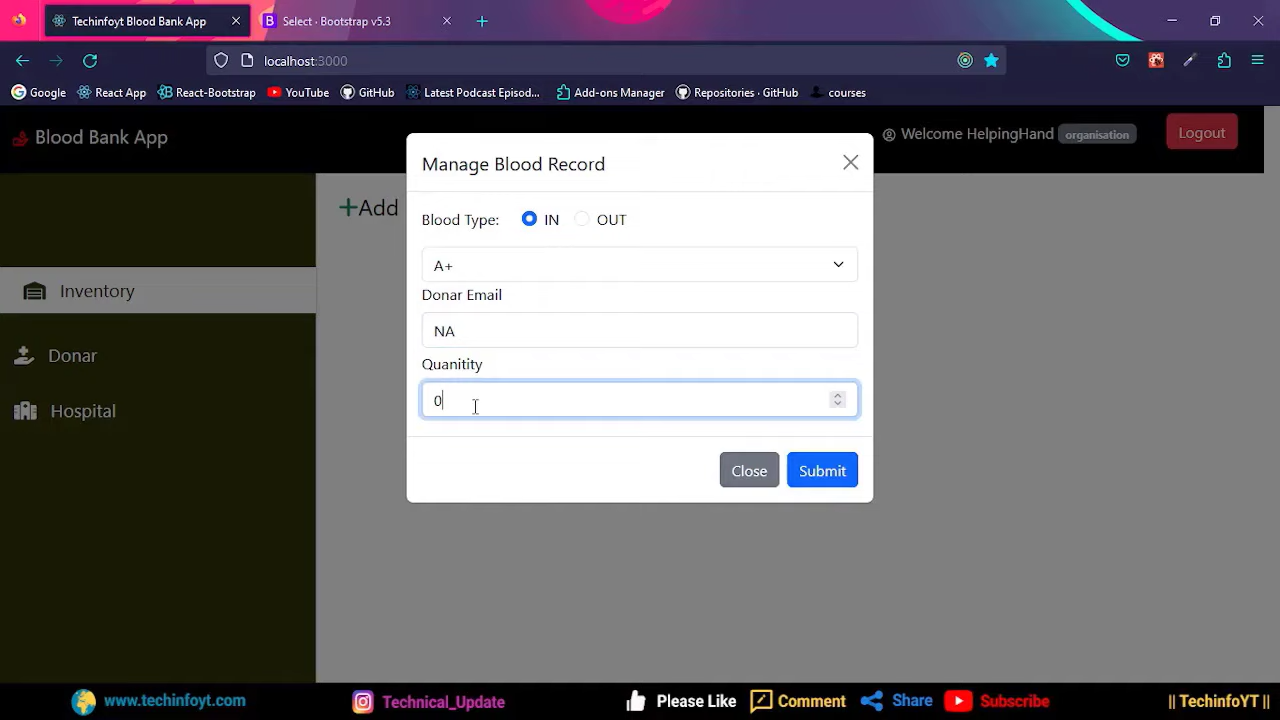 Techinfoyt Blood Bank App
B Select · Bootstrap v5.3
localhost:3000
Google React App React-Bootstrap YouTube GitHub Latest Podcast Episod... Add-ons Manager Repositories · GitHub courses
Blood Bank App
Welcome HelpingHand organisation Logout
Manage Blood Record
+Add
Blood Type: IN OUT
A+
Inventory
Donar Email
NA
Donar
Quanitity
0
Hospital
Close Submit
www.techinfoyt.com Technical_Update Please Like Comment Share Subscribe || TechinfoYT ||